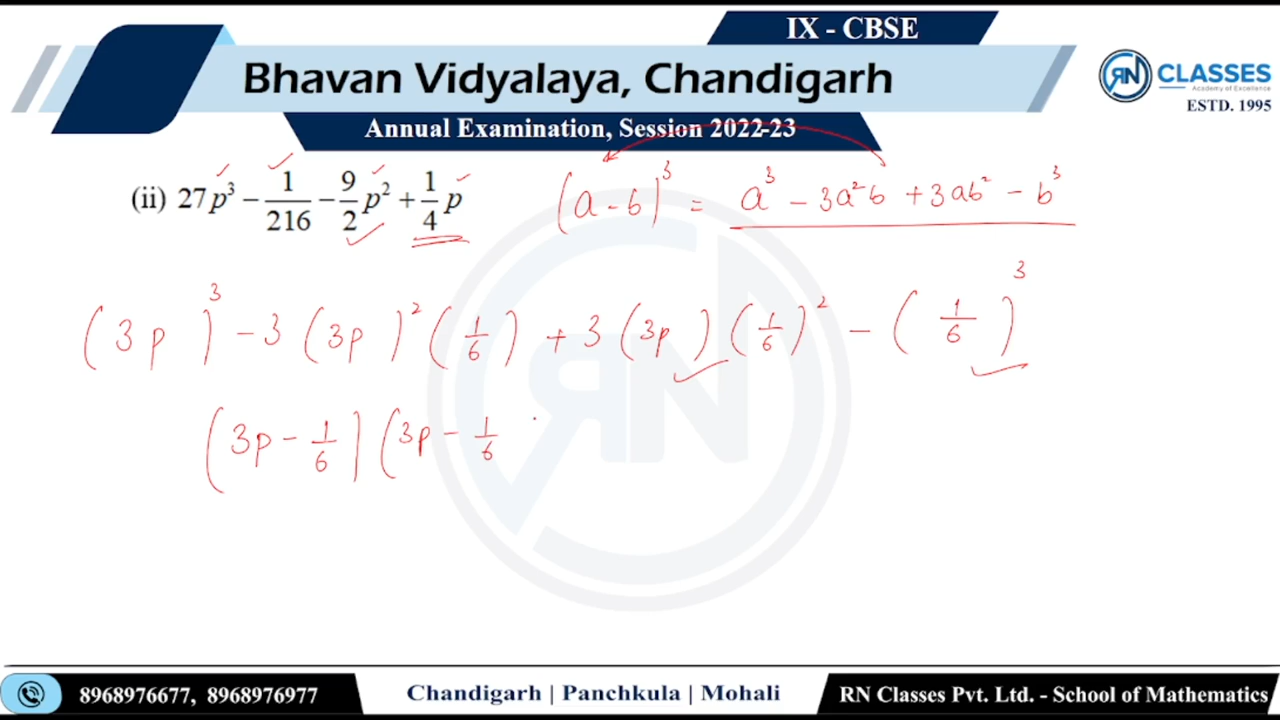 IX - CBSE
Bhavan Vidyalaya, Chandigarh
RN CLASSES
Academy of Excellence
ESTD. 1995
Annual Examination, Session 2022-23
(ii) 27p³ − 1/216 − 9/2 p² + 1/4 p
(a - b)³ = a³ - 3a²b + 3ab² - b³
(3p)³ - 3(3p)²(1/6) + 3(3p)(1/6)² - (1/6)³
(3p - 1/6)(3p - 1/6
RN
8968976677, 8968976977
Chandigarh | Panchkula | Mohali
RN Classes Pvt. Ltd. - School of Mathematics